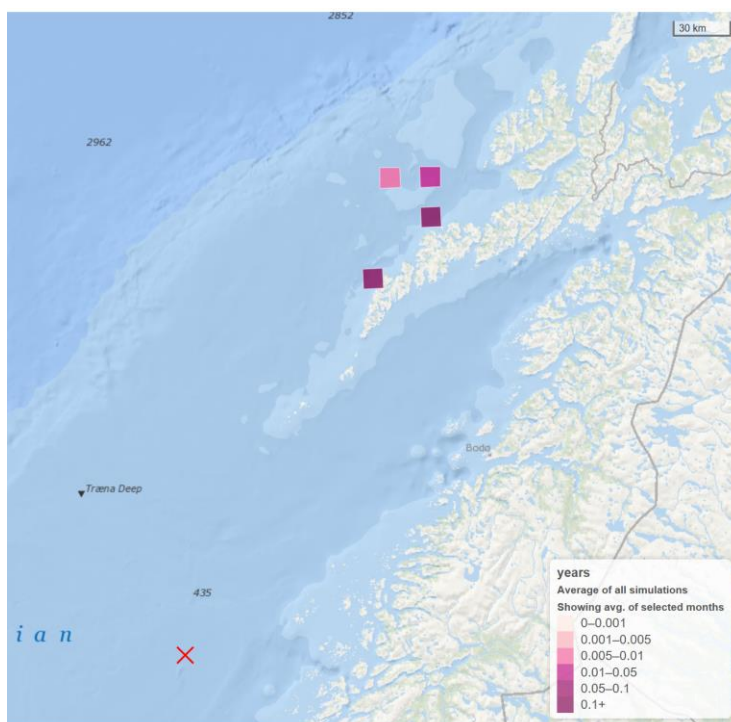 2852
30 km
2962
Bodø
Træna Deep
435
i a n
years
Average of all simulations
Showing avg. of selected months
0–0.001
0.001–0.005
0.005–0.01
0.01–0.05
0.05–0.1
0.1+